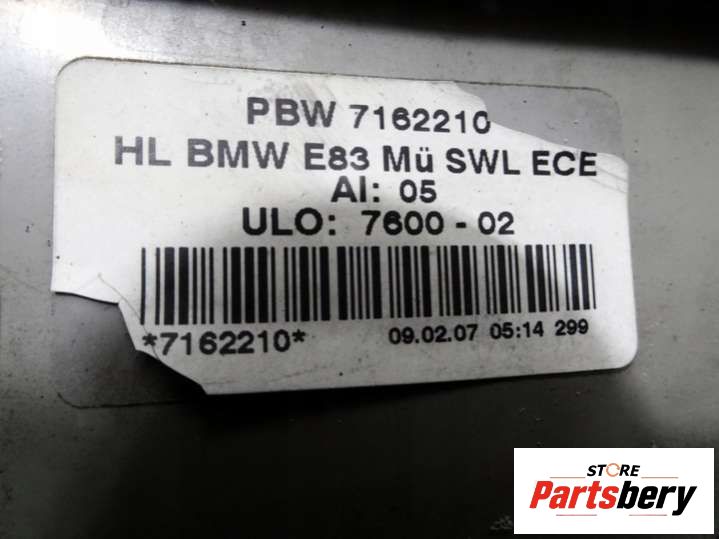 PBW 7162210
HL BMW E83 Mü SWL ECE
AI: 05
ULO: 7600 - 02
*7162210*
09.02.07 05:14 299
STORE
Partsbery